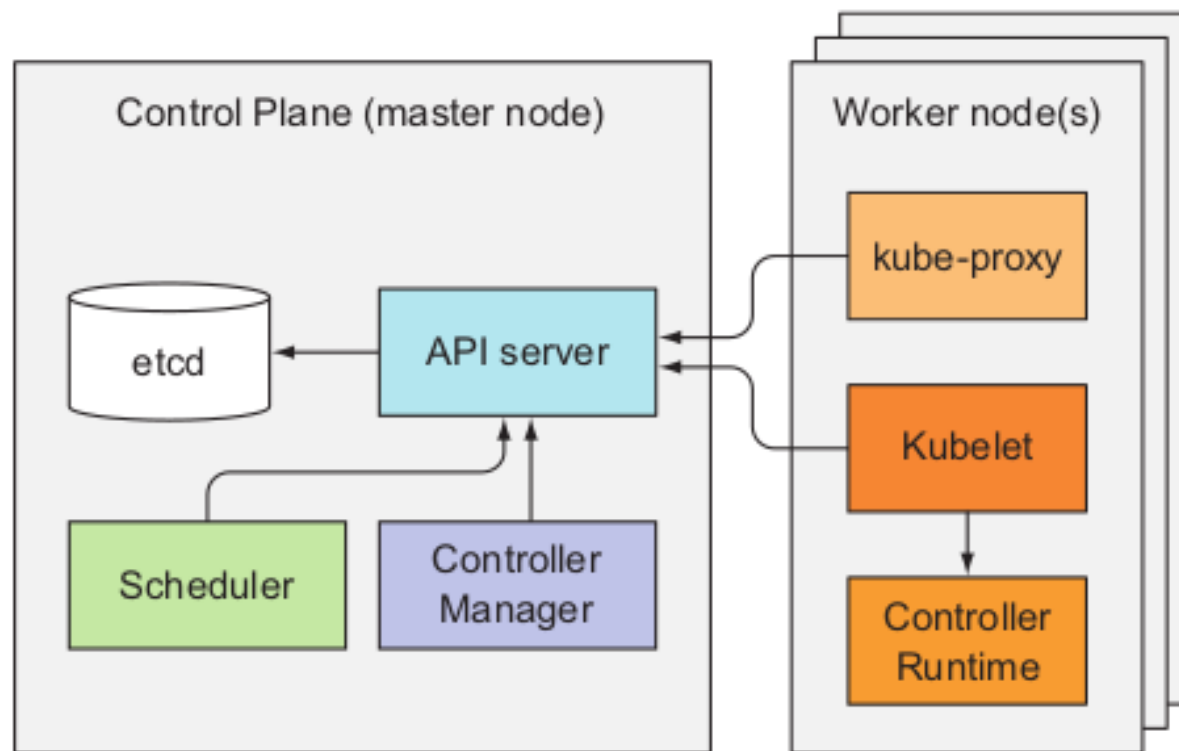 Control Plane (master node)
Worker node(s)
kube-proxy
etcd
API server
Kubelet
Scheduler
Controller
Manager
Controller
Runtime